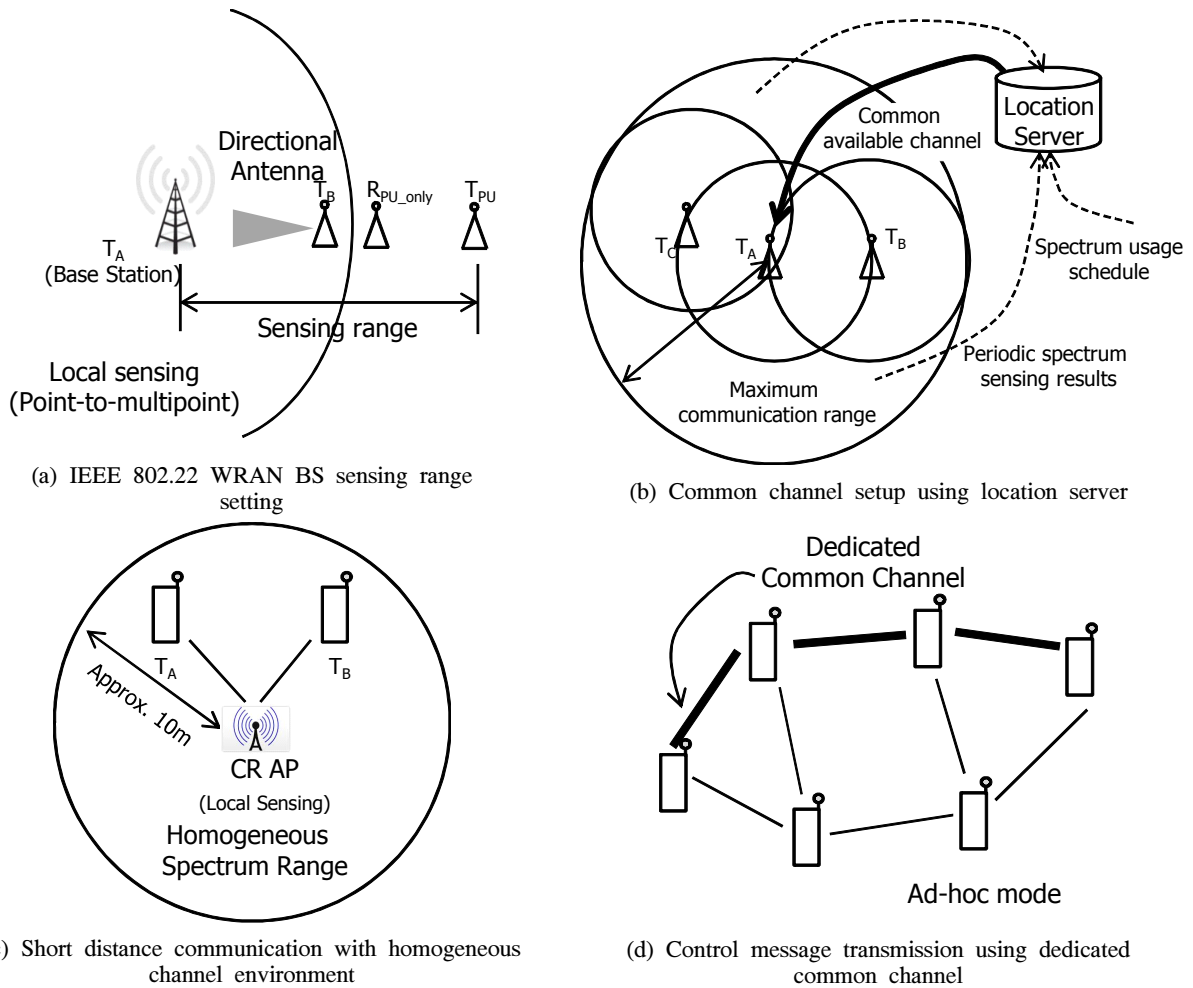 Directional
Antenna
T_B
R_PU_only
T_PU
T_A
(Base Station)
Sensing range
Local sensing
(Point-to-multipoint)
(a) IEEE 802.22 WRAN BS sensing range
setting
Location
Server
Common
available channel
T_C
T_A
T_B
Spectrum usage
schedule
Periodic spectrum
sensing results
Maximum
communication range
(b) Common channel setup using location server
T_A
T_B
Approx. 10m
CR AP
(Local Sensing)
Homogeneous
Spectrum Range
) Short distance communication with homogeneous
channel environment
Dedicated
Common Channel
Ad-hoc mode
(d) Control message transmission using dedicated
common channel